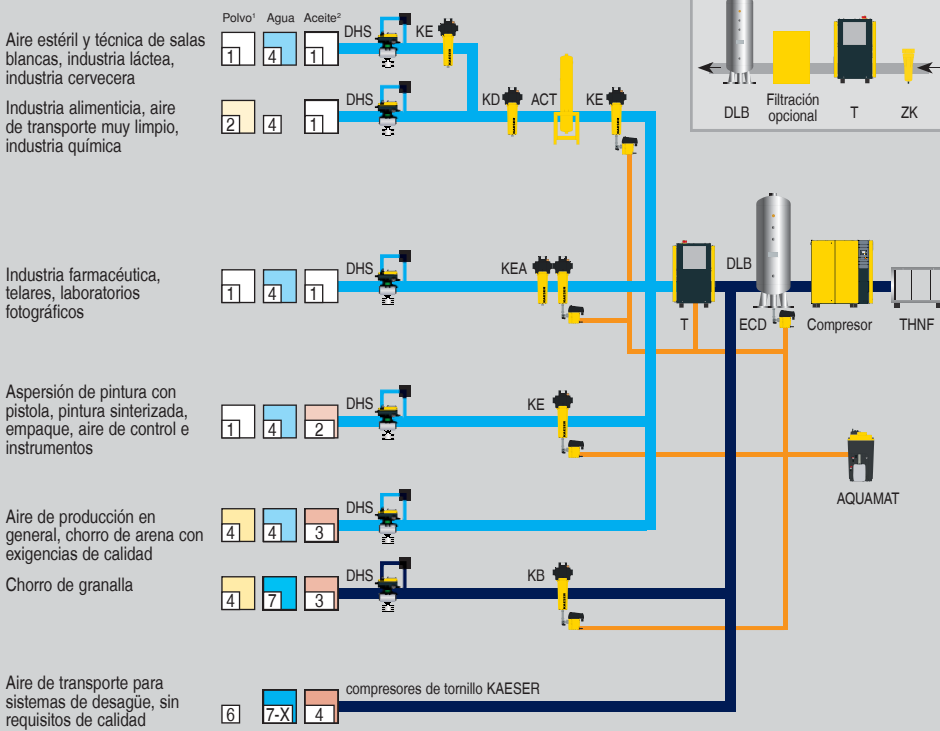 Polvo¹ Agua Aceite²
Aire estéril y técnica de salas
blancas, industria láctea,
industria cervecera
1 4 1
DHS KE
Industria alimenticia, aire
de transporte muy limpio,
industria química
2 4 1
DHS KD ACT KE
DLB Filtración
opcional T ZK
Industria farmacéutica,
telares, laboratorios
fotográficos
1 4 1
DHS KEA
DLB
T ECD Compresor THNF
Aspersión de pintura con
pistola, pintura sinterizada,
empaque, aire de control e
instrumentos
1 4 2
DHS KE
AQUAMAT
Aire de producción en
general, chorro de arena con
exigencias de calidad
4 4 3
DHS
Chorro de granalla
4 7 3
DHS KB
Aire de transporte para
sistemas de desagüe, sin
requisitos de calidad
6 7-X 4
compresores de tornillo KAESER